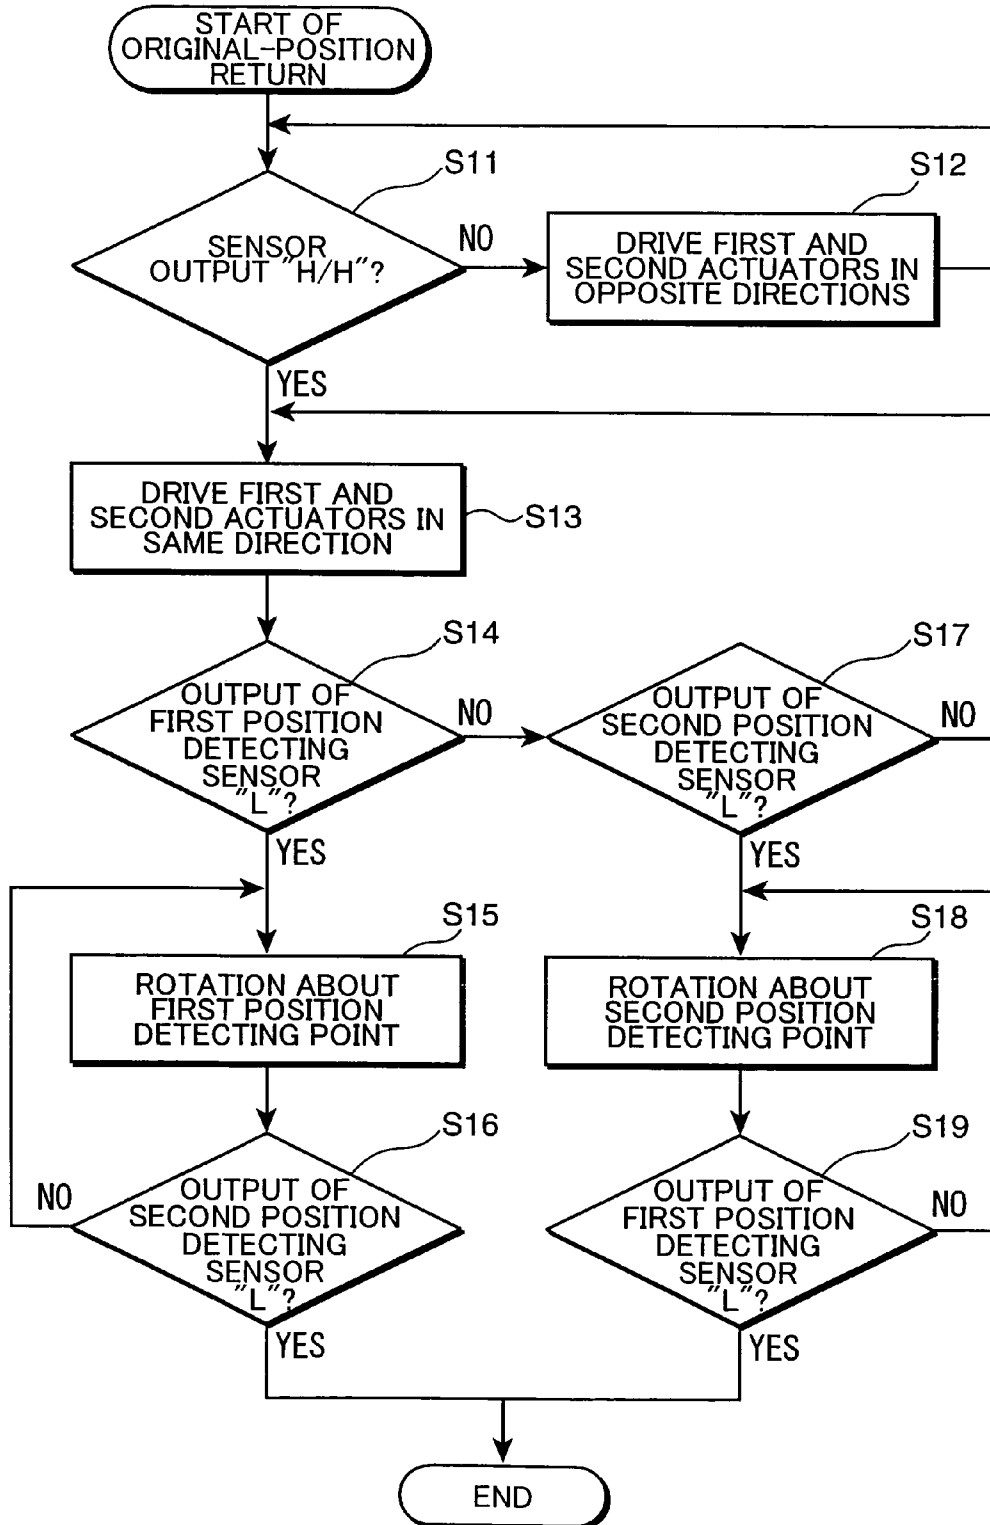 START OF
ORIGINAL-POSITION
RETURN
S11
SENSOR
OUTPUT "H/H"?
NO
S12
DRIVE FIRST AND
SECOND ACTUATORS IN
OPPOSITE DIRECTIONS
YES
DRIVE FIRST AND
SECOND ACTUATORS IN
SAME DIRECTION
S13
S14
OUTPUT OF
FIRST POSITION
DETECTING
SENSOR
"L"?
NO
S17
OUTPUT OF
SECOND POSITION
DETECTING
SENSOR
"L"?
NO
YES
YES
S15
ROTATION ABOUT
FIRST POSITION
DETECTING POINT
S18
ROTATION ABOUT
SECOND POSITION
DETECTING POINT
S16
NO
OUTPUT OF
SECOND POSITION
DETECTING
SENSOR
"L"?
S19
OUTPUT OF
FIRST POSITION
DETECTING
SENSOR
"L"?
NO
YES
YES
END